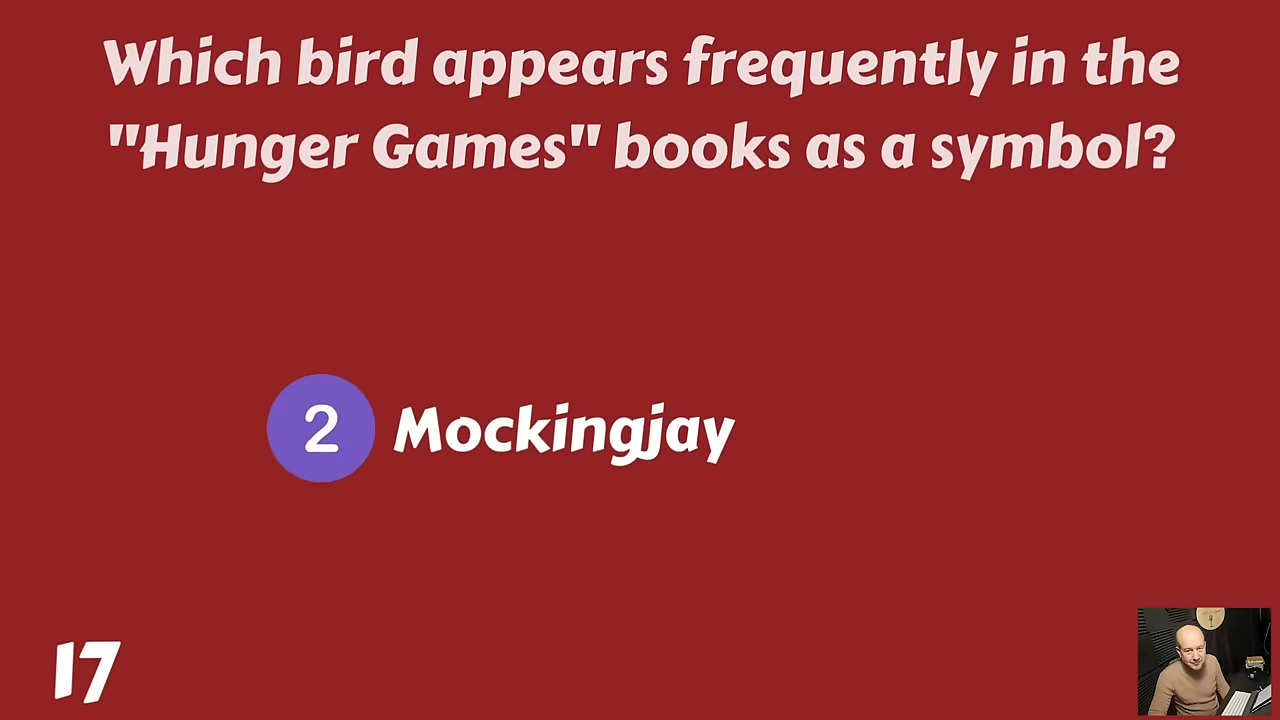 Which bird appears frequently in the
"Hunger Games" books as a symbol?
2 Mockingjay
17